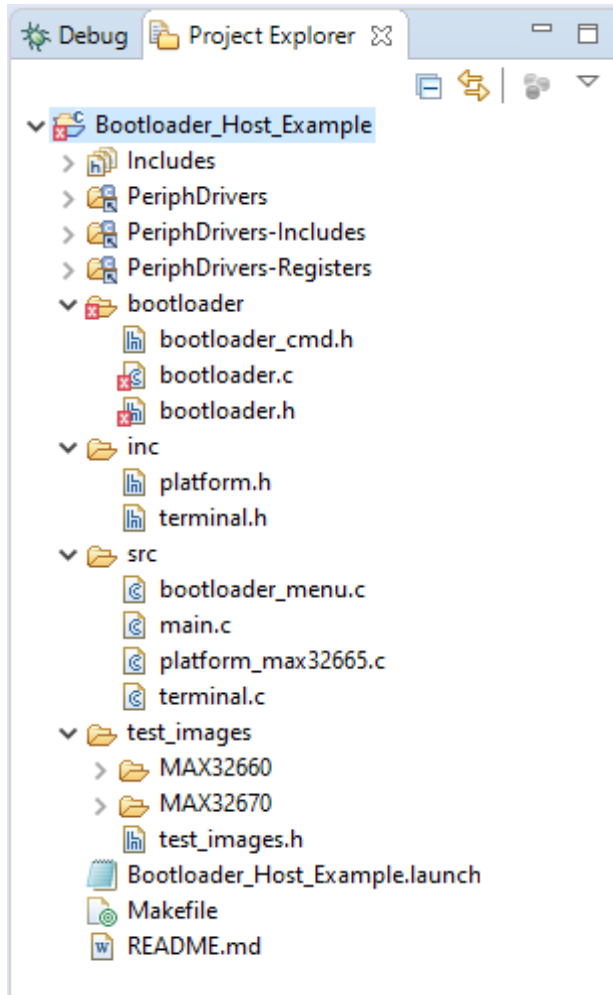 Debug Project Explorer
Bootloader_Host_Example
Includes
PeriphDrivers
PeriphDrivers-Includes
PeriphDrivers-Registers
bootloader
bootloader_cmd.h
bootloader.c
bootloader.h
inc
platform.h
terminal.h
src
bootloader_menu.c
main.c
platform_max32665.c
terminal.c
test_images
MAX32660
MAX32670
test_images.h
Bootloader_Host_Example.launch
Makefile
README.md